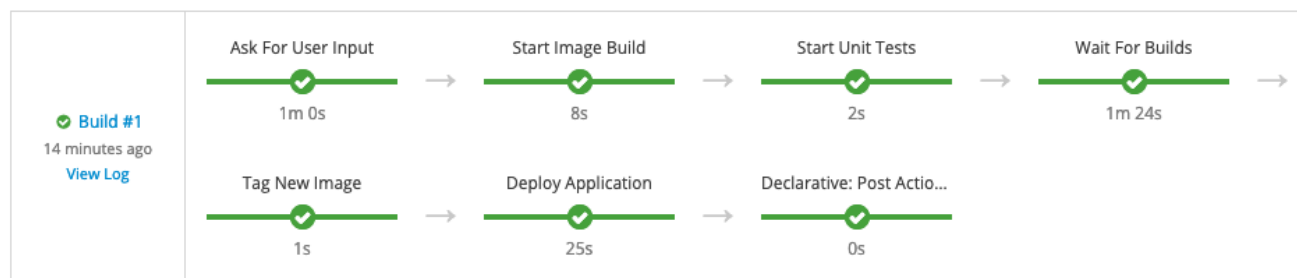 Build #1
14 minutes ago
View Log
Ask For User Input
Start Image Build
Start Unit Tests
Wait For Builds
1m 0s
8s
2s
1m 24s
Tag New Image
Deploy Application
Declarative: Post Actio...
1s
25s
0s